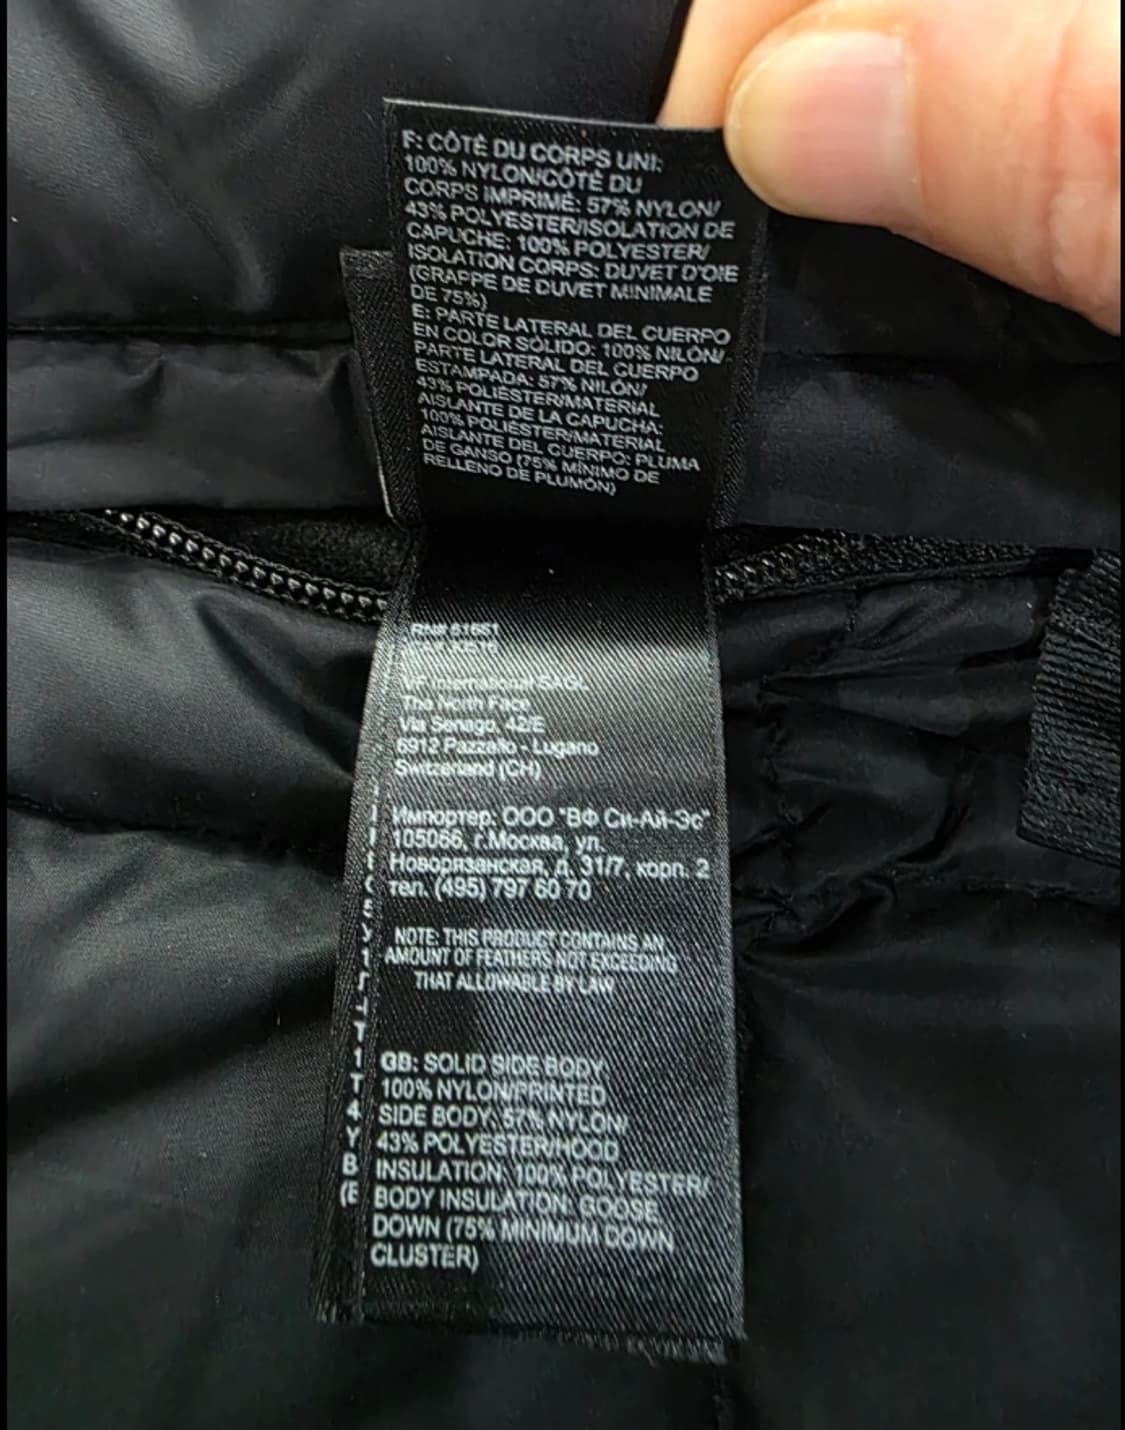 F: CÔTÉ DU CORPS UNI:
100% NYLON/CÔTÉ DU
CORPS IMPRIMÉ: 57% NYLON/
43% POLYESTER/ISOLATION DE
CAPUCHE: 100% POLYESTER/
ISOLATION CORPS: DUVET D'OIE
(GRAPPE DE DUVET MINIMALE
DE 75%)
E: PARTE LATERAL DEL CUERPO
EN COLOR SÓLIDO: 100% NILÓN/
PARTE LATERAL DEL CUERPO
ESTAMPADA: 57% NILÓN/
43% POLIÉSTER/MATERIAL
AISLANTE DE LA CAPUCHA:
100% POLIÉSTER/MATERIAL
AISLANTE DEL CUERPO: PLUMA
DE GANSO (75% MÍNIMO DE
RELLENO DE PLUMÓN)
VF International SAGL
The North Face
Via Senago, 42/E
6912 Pazzallo - Lugano
Switzerland (CH)
Импортер: ООО "ВФ Си-Ай-Эс"
105066, г.Москва, ул.
Новорязанская, д. 31/7, корп. 2
тел. (495) 797 60 70
NOTE: THIS PRODUCT CONTAINS AN
AMOUNT OF FEATHERS NOT EXCEEDING
THAT ALLOWABLE BY LAW
GB: SOLID SIDE BODY:
100% NYLON/PRINTED
SIDE BODY: 57% NYLON/
43% POLYESTER/HOOD
INSULATION: 100% POLYESTER/
BODY INSULATION: GOOSE
DOWN (75% MINIMUM DOWN
CLUSTER)